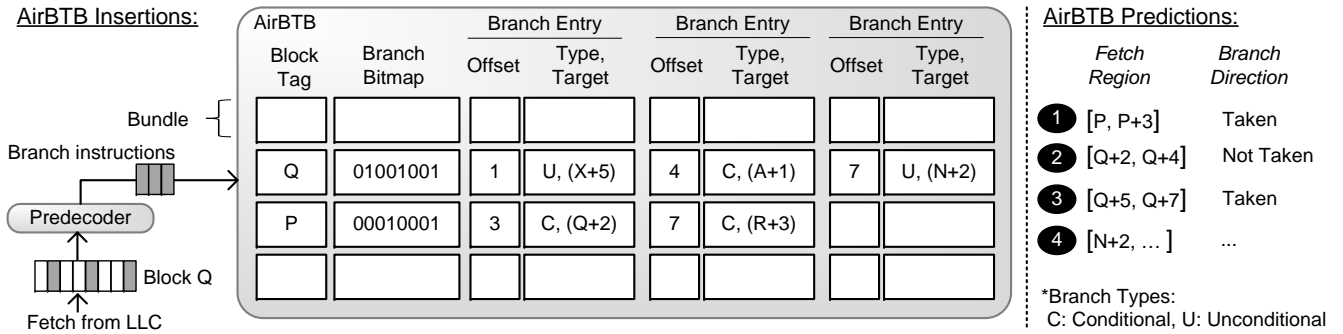 AirBTB Insertions:
Bundle
Branch instructions
Predecoder
Block Q
Fetch from LLC
AirBTB
Branch Entry Branch Entry Branch Entry
Block Tag Branch Bitmap Offset Type, Target Offset Type, Target Offset Type, Target
Q 01001001 1 U, (X+5) 4 C, (A+1) 7 U, (N+2)
P 00010001 3 C, (Q+2) 7 C, (R+3)
AirBTB Predictions:
Fetch Region Branch Direction
1 [P, P+3] Taken
2 [Q+2, Q+4] Not Taken
3 [Q+5, Q+7] Taken
4 [N+2, … ] ...
*Branch Types:
C: Conditional, U: Unconditional